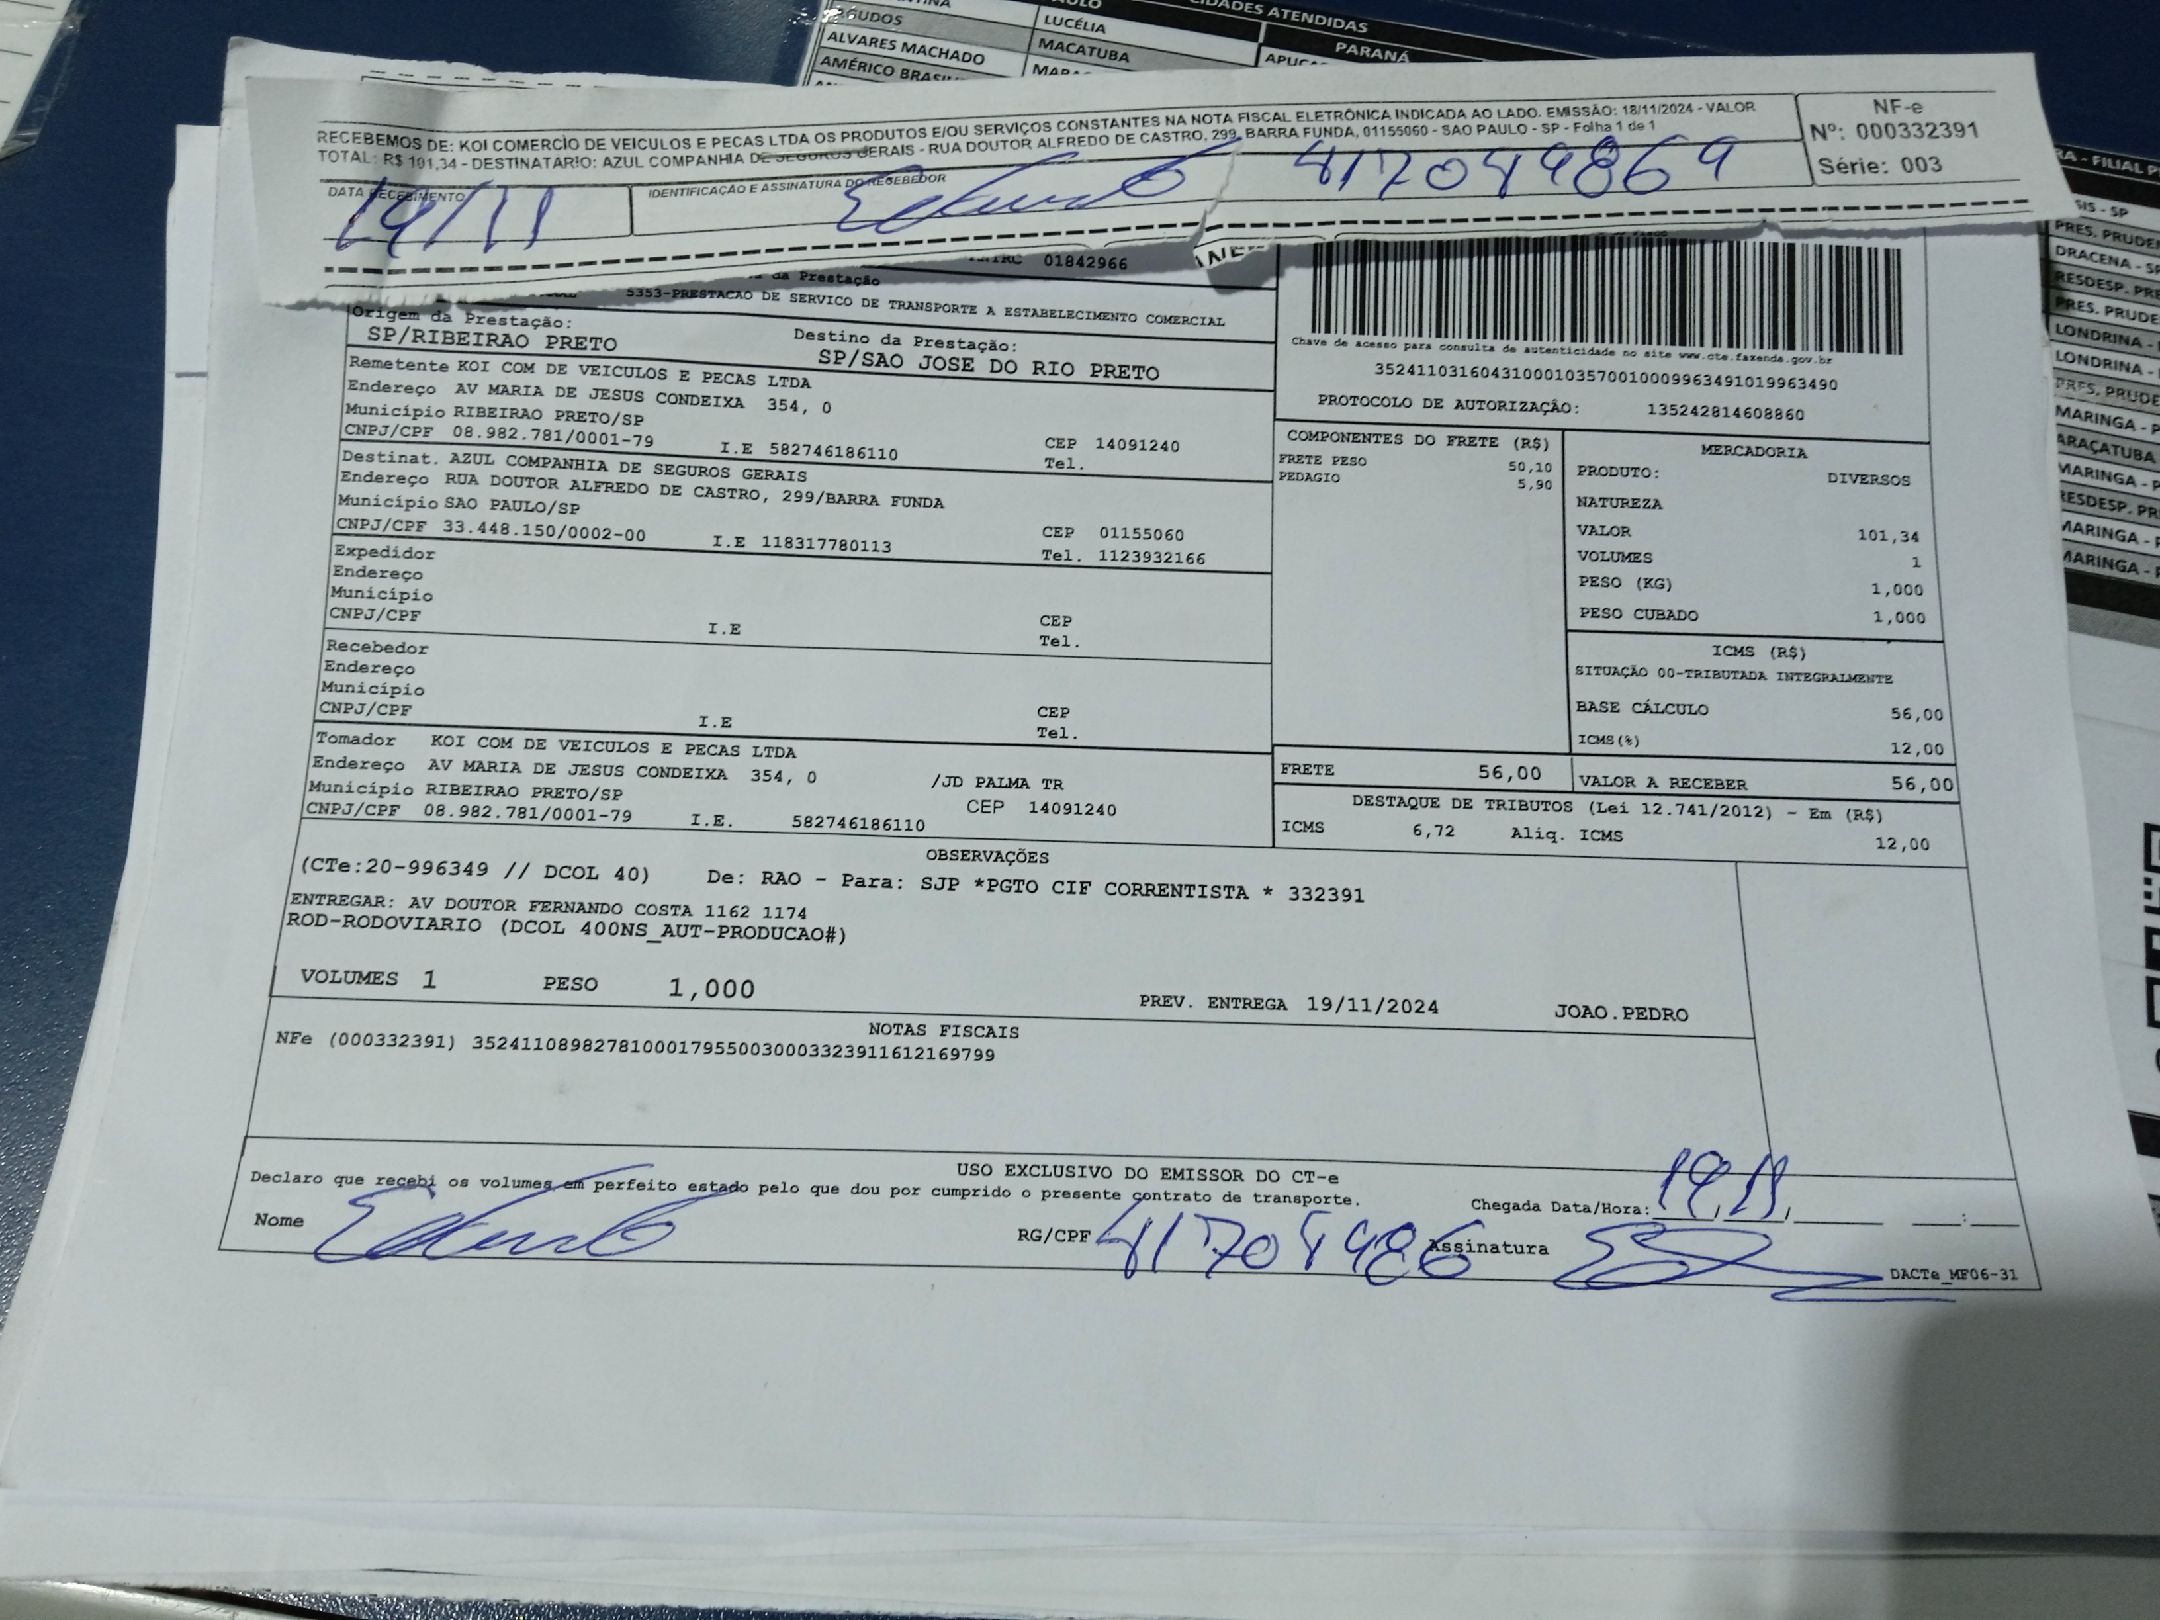 CIDADES ATENDIDAS
LUCÉLIA
ALVARES MACHADO MACATUBA PARANÁ
RECEBEMOS DE: KOI COMERCIO DE VEICULOS E PECAS LTDA OS PRODUTOS E/OU SERVIÇOS CONSTANTES NA NOTA FISCAL ELETRÔNICA INDICADA AO LADO. EMISSÃO: 18/11/2024 - VALOR
TOTAL: R$ 101,34 - DESTINATARIO: AZUL COMPANHIA DE SEGUROS GERAIS - RUA DOUTOR ALFREDO DE CASTRO, 299, BARRA FUNDA, 01155060 - SAO PAULO - SP - Folha 1 de 1
NF-e
Nº: 000332391
Série: 003
DATA RECEBIMENTO IDENTIFICAÇÃO E ASSINATURA DO RECEBEDOR
19/11 Eduardo 417049869
01842966
da Prestação
5353-PRESTACAO DE SERVICO DE TRANSPORTE A ESTABELECIMENTO COMERCIAL
Origem da Prestação: Destino da Prestação:
SP/RIBEIRAO PRETO SP/SAO JOSE DO RIO PRETO
Chave de acesso para consulta de autenticidade no site www.cte.fazenda.gov.br
35241103160431000103570010009963491019963490
PROTOCOLO DE AUTORIZAÇÃO: 135242814608860
Remetente KOI COM DE VEICULOS E PECAS LTDA
Endereço AV MARIA DE JESUS CONDEIXA 354, 0
Município RIBEIRAO PRETO/SP
CNPJ/CPF 08.982.781/0001-79 I.E 582746186110 CEP 14091240
Tel.
Destinat. AZUL COMPANHIA DE SEGUROS GERAIS
Endereço RUA DOUTOR ALFREDO DE CASTRO, 299/BARRA FUNDA
Município SAO PAULO/SP
CNPJ/CPF 33.448.150/0002-00 I.E 118317780113 CEP 01155060
Tel. 1123932166
Expedidor
Endereço
Município
CNPJ/CPF I.E CEP
Tel.
Recebedor
Endereço
Município
CNPJ/CPF I.E CEP
Tel.
Tomador KOI COM DE VEICULOS E PECAS LTDA
Endereço AV MARIA DE JESUS CONDEIXA 354, 0 /JD PALMA TR
Município RIBEIRAO PRETO/SP CEP 14091240
CNPJ/CPF 08.982.781/0001-79 I.E. 582746186110
COMPONENTES DO FRETE (R$)
FRETE PESO 50,10
PEDAGIO 5,90
MERCADORIA
PRODUTO: DIVERSOS
NATUREZA
VALOR 101,34
VOLUMES 1
PESO (KG) 1,000
PESO CUBADO 1,000
ICMS (R$)
SITUAÇÃO 00-TRIBUTADA INTEGRALMENTE
BASE CÁLCULO 56,00
ICMS(%) 12,00
FRETE 56,00 VALOR A RECEBER 56,00
DESTAQUE DE TRIBUTOS (Lei 12.741/2012) - Em (R$)
ICMS 6,72 Aliq. ICMS 12,00
OBSERVAÇÕES
(CTe:20-996349 // DCOL 40) De: RAO - Para: SJP *PGTO CIF CORRENTISTA * 332391
ENTREGAR: AV DOUTOR FERNANDO COSTA 1162 1174
ROD-RODOVIARIO (DCOL 400NS_AUT-PRODUCAO#)
VOLUMES 1 PESO 1,000 PREV. ENTREGA 19/11/2024 JOAO.PEDRO
NOTAS FISCAIS
NFe (000332391) 35241108982781000179550030003323911612169799
USO EXCLUSIVO DO EMISSOR DO CT-e
Declaro que recebi os volumes em perfeito estado pelo que dou por cumprido o presente contrato de transporte. Chegada Data/Hora: 19/11
Nome Eduardo RG/CPF Assinatura
DACTe_MF06-31